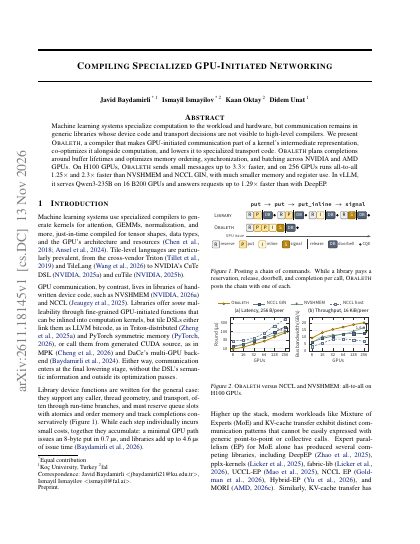 COMPILING SPECIALIZED GPU-INITIATED NETWORKING
Javid Baydamirli * 1 Ismayil Ismayilov * 2 Kaan Oktay 2 Didem Unat 1
ABSTRACT
Machine learning systems specialize computation to the workload and hardware, but communication remains in
generic libraries whose device code and transport decisions are not visible to high-level compilers. We present
OBALETH, a compiler that makes GPU-initiated communication part of a kernel's intermediate representation,
co-optimizes it alongside computation, and lowers it to specialized transport code. OBALETH plans completions
around buffer lifetimes and optimizes memory ordering, synchronization, and batching across NVIDIA and AMD
GPUs. On H100 GPUs, OBALETH sends small messages up to 3.3× faster, and on 256 GPUs runs all-to-all
1.25× and 2.3× faster than NVSHMEM and NCCL GIN, with much smaller memory and register use. In vLLM,
it serves Qwen3-235B on 16 B200 GPUs and answers requests up to 1.29× faster than with DeepEP.
1 INTRODUCTION
Machine learning systems use specialized compilers to gen-
erate kernels for attention, GEMMs, normalization, and
more, just-in-time compiled for tensor shapes, data types,
and the GPU's architecture and resources (Chen et al.,
2018; Ansel et al., 2024). Tile-level languages are partic-
ularly prevalent, from the cross-vendor Triton (Tillet et al.,
2019) and TileLang (Wang et al., 2026) to NVIDIA's CuTe
DSL (NVIDIA, 2025a) and cuTile (NVIDIA, 2025b).
GPU communication, by contrast, lives in libraries of hand-
written device code, such as NVSHMEM (NVIDIA, 2026a)
and NCCL (Jeaugey et al., 2025). Libraries offer some mal-
leability through fine-grained GPU-initiated functions that
can be inlined into computation kernels, but tile DSLs either
link them as LLVM bitcode, as in Triton-distributed (Zheng
et al., 2025a) and PyTorch symmetric memory (PyTorch,
2026), or call them from generated CUDA source, as in
MPK (Cheng et al., 2026) and DaCe's multi-GPU back-
end (Baydamirli et al., 2024). Either way, communication
enters at the final lowering stage, without the DSL's seman-
tic information and outside its optimization passes.
Library device functions are written for the general case:
they support any caller, thread geometry, and transport, of-
ten through run-time branches, and must reserve queue slots
with atomics and order memory and track completions con-
servatively (Figure 1). While each step individually incurs
small costs, together they accumulate: a minimal GPU path
issues an 8-byte put in 0.7 µs, and libraries add up to 4.6 µs
of issue time (Baydamirli et al., 2026).
* Equal contribution
1 Koç University, Turkey 2 fal
Correspondence: Javid Baydamirli <jbaydamirli21@ku.edu.tr>,
Ismayil Ismayilov <ismayil@fal.ai>.
Preprint.
put → put → put_inline → signal
LIBRARY
OBALETH
GPU time
R reserve P put I inline S signal release DB doorbell CQE
Figure 1. Posting a chain of commands. While a library pays a
reservation, release, doorbell, and completion for each command,
OBALETH posts the chain with one of each.
OBALETH NCCL GIN NVSHMEM NCCL host
(a) Latency, 256 B/peer
(b) Throughput, 16 KiB/peer
GPUs
GPUs
Figure 2. OBALETH versus NCCL and NVSHMEM: all-to-all on
H100 GPUs.
Higher up the stack, modern workloads like Mixture of
Experts (MoE) and KV-cache transfer exhibit distinct com-
munication patterns that cannot be easily expressed with
generic point-to-point or collective calls. Expert paral-
lelism (EP) for MoE alone has produced several com-
peting libraries, including DeepEP (Zhao et al., 2025),
pplx-kernels (Licker et al., 2025), fabric-lib (Licker et al.,
2026), UCCL-EP (Mao et al., 2025), NCCL EP (Gold-
man et al., 2026), Hybrid-EP (Yu et al., 2026), and
MORI (AMD, 2026c). Similarly, KV-cache transfer has
arXiv:2611.18145v1 [cs.DC] 13 Nov 2026